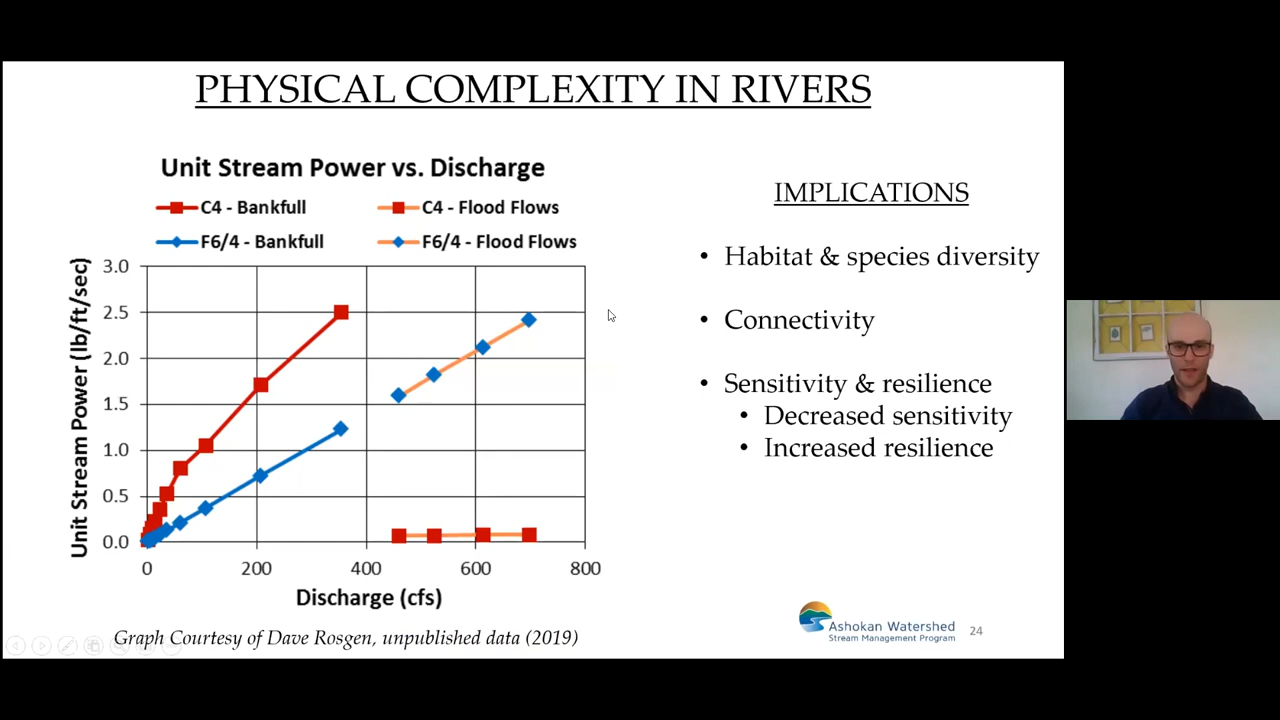 PHYSICAL COMPLEXITY IN RIVERS
Unit Stream Power vs. Discharge
C4 - Bankfull
C4 - Flood Flows
F6/4 - Bankfull
F6/4 - Flood Flows
Unit Stream Power (lb/ft/sec)
3.0
2.5
2.0
1.5
1.0
0.5
0.0
0 200 400 600 800
Discharge (cfs)
Graph Courtesy of Dave Rosgen, unpublished data (2019)
IMPLICATIONS
• Habitat & species diversity
• Connectivity
• Sensitivity & resilience
• Decreased sensitivity
• Increased resilience
Ashokan Watershed
Stream Management Program
24